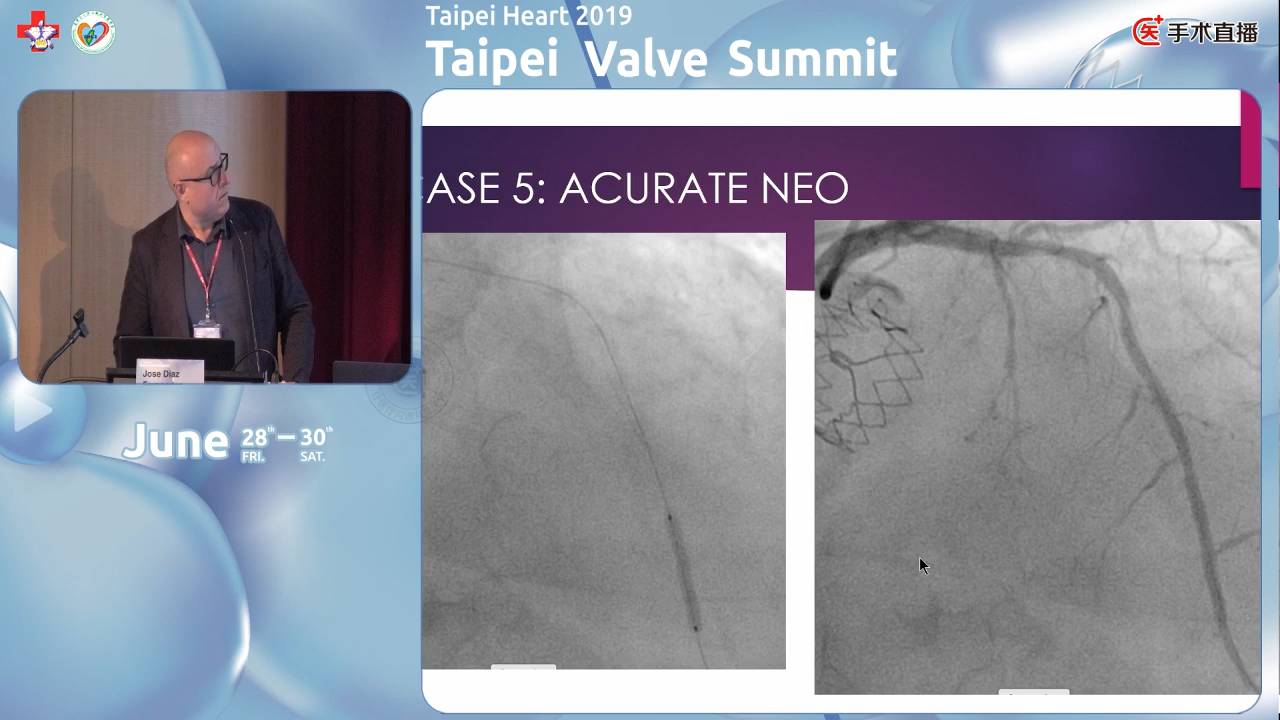 Taipei Heart 2019
Taipei Valve Summit
手术直播
CASE 5: ACURATE NEO
Jose Diaz
June 28th — 30th
FRI. SAT.